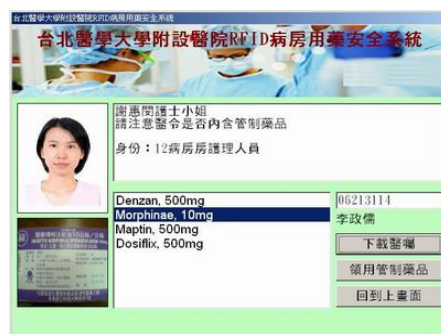 台北醫學大學附設醫院RFID病房用藥安全系統
台北醫學大學附設醫院RFID病房用藥安全系統
謝惠閔護士小姐
請注意醫令是否內含管制藥品
身份：12病房房護理人員
Denzan, 500mg
Morphinae, 10mg
Maptin, 500mg
Dosiflix, 500mg
06213114
李政儒
下載醫囑
領用管制藥品
回到上畫面